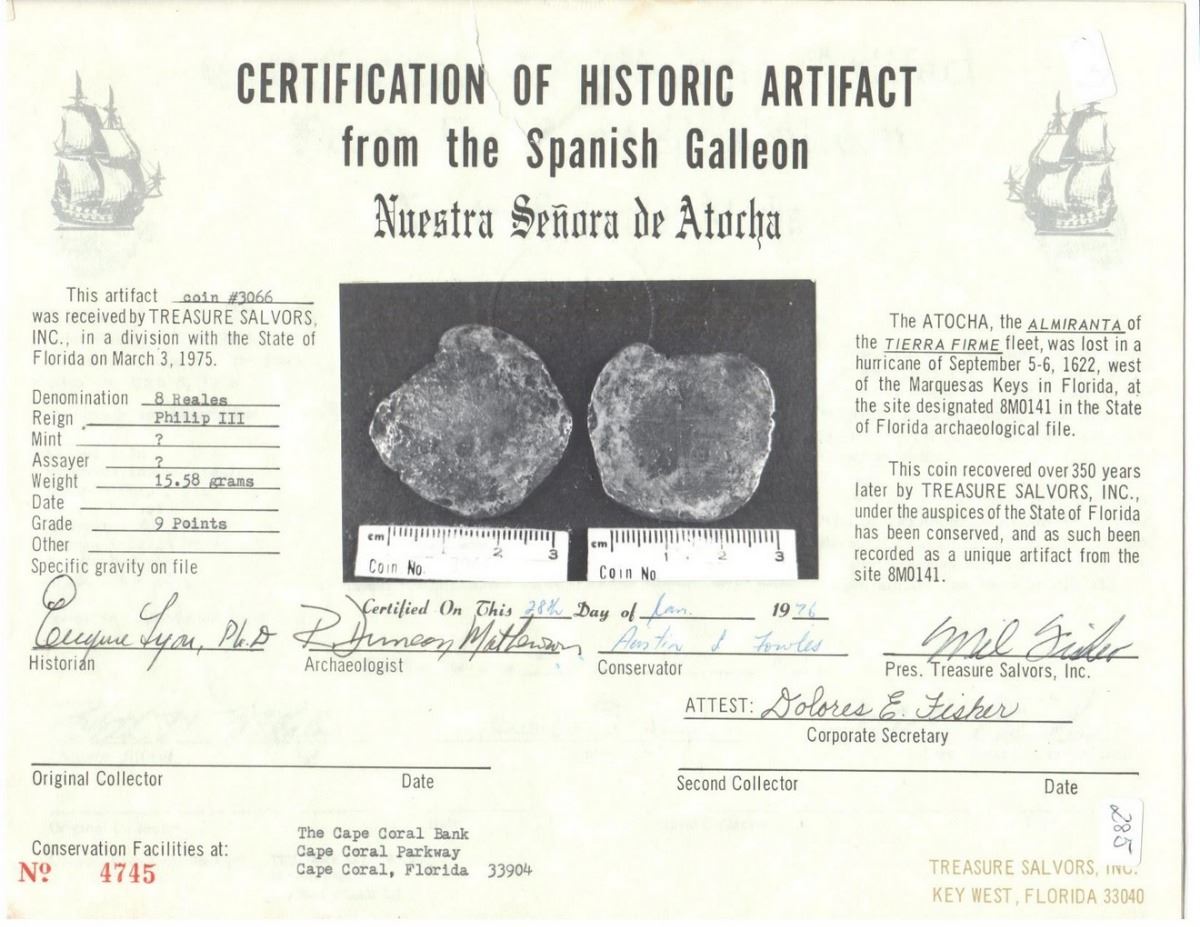 CERTIFICATION OF HISTORIC ARTIFACT
from the Spanish Galleon
Nuestra Señora de Atocha
This artifact coin #3066
was received by TREASURE SALVORS,
INC., in a division with the State of
Florida on March 3, 1975.
Denomination 8 Reales
Reign Philip III
Mint ?
Assayer ?
Weight 15.58 grams
Date
Grade 9 Points
Other
Specific gravity on file
cm 2 3
Coin No.
cm 1 2 3
Coin No
The ATOCHA, the ALMIRANTA of
the TIERRA FIRME fleet, was lost in a
hurricane of September 5-6, 1622, west
of the Marquesas Keys in Florida, at
the site designated 8M0141 in the State
of Florida archaeological file.
This coin recovered over 350 years
later by TREASURE SALVORS, INC.,
under the auspices of the State of Florida
has been conserved, and as such been
recorded as a unique artifact from the
site 8M0141.
Certified On This 28th Day of Jan. 1976
Eugene Lyon, Ph.D
Historian
R Duncan Mathewson
Archaeologist
Austin J Fowles
Conservator
Mel Fisher
Pres. Treasure Salvors, Inc.
ATTEST: Dolores E. Fisher
Corporate Secretary
Original Collector Date
Second Collector Date
Conservation Facilities at:
The Cape Coral Bank
Cape Coral Parkway
Cape Coral, Florida 33904
Nº 4745
285
TREASURE SALVORS, INC.
KEY WEST, FLORIDA 33040